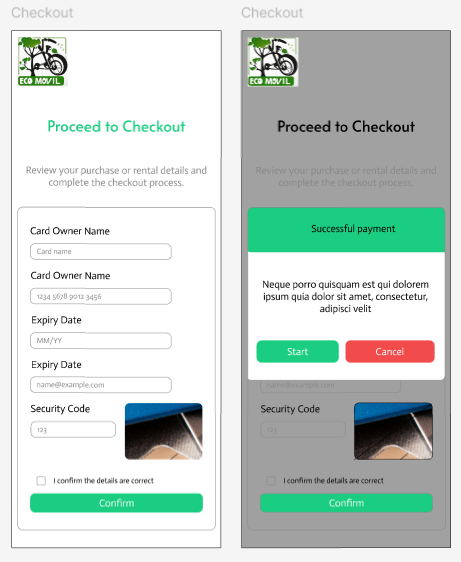 Checkout
ECO MOVIL
Proceed to Checkout
Review your purchase or rental details and
complete the checkout process.
Card Owner Name
Card name
Card Owner Name
1234 5678 9012 3456
Expiry Date
MM/YY
Expiry Date
name@example.com
Security Code
123
I confirm the details are correct
Confirm
Checkout
ECO MOVIL
Proceed to Checkout
Review your purchase or rental details and
complete the checkout process.
Successful payment
Neque porro quisquam est qui dolorem
ipsum quia dolor sit amet, consectetur,
adipisci velit
Start
Cancel
name@example.com
Security Code
123
I confirm the details are correct
Confirm